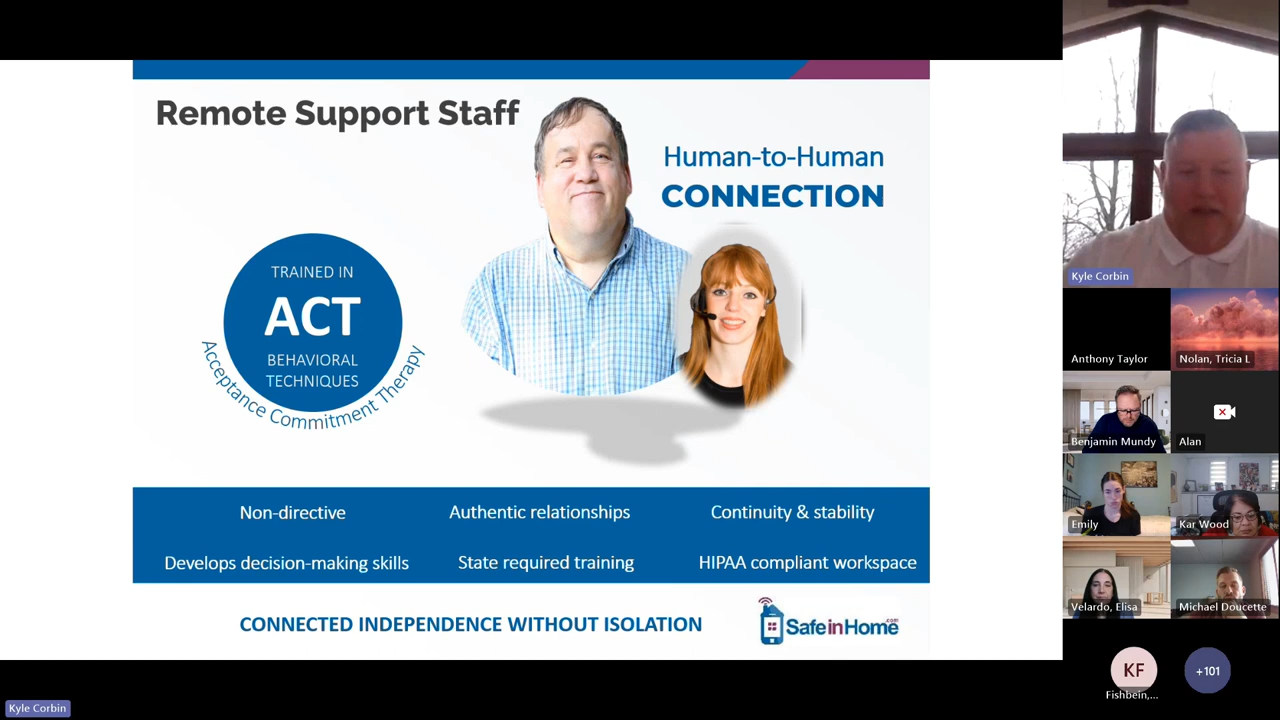 Remote Support Staff
Human-to-Human
CONNECTION
TRAINED IN
ACT
BEHAVIORAL
TECHNIQUES
Acceptance Commitment Therapy
Non-directive
Authentic relationships
Continuity & stability
Develops decision-making skills
State required training
HIPAA compliant workspace
CONNECTED INDEPENDENCE WITHOUT ISOLATION
SafeinHome.com
Kyle Corbin
Anthony Taylor
Nolan, Tricia L
Benjamin Mundy
Alan
Emily
Kar Wood
Velardo, Elisa
Michael Doucette
KF
Fishbein,...
+101
Kyle Corbin